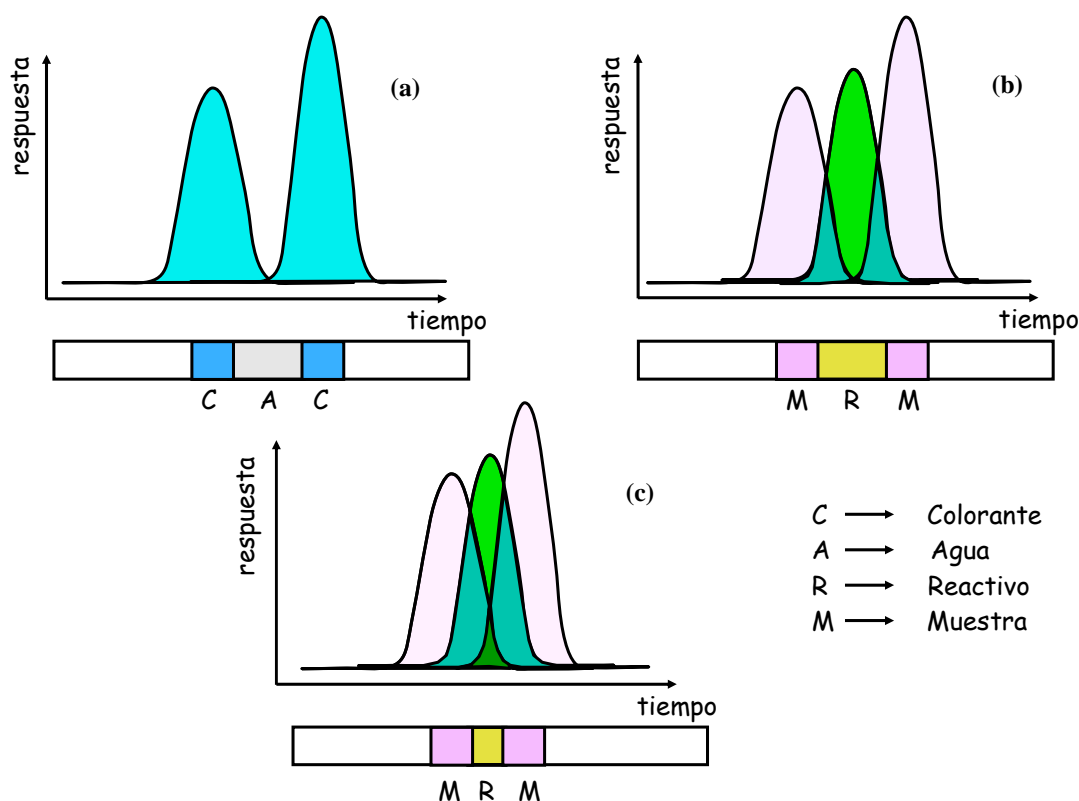 respuesta
(a)
tiempo
C A C
respuesta
(b)
tiempo
M R M
respuesta
(c)
tiempo
M R M
C → Colorante
A → Agua
R → Reactivo
M → Muestra